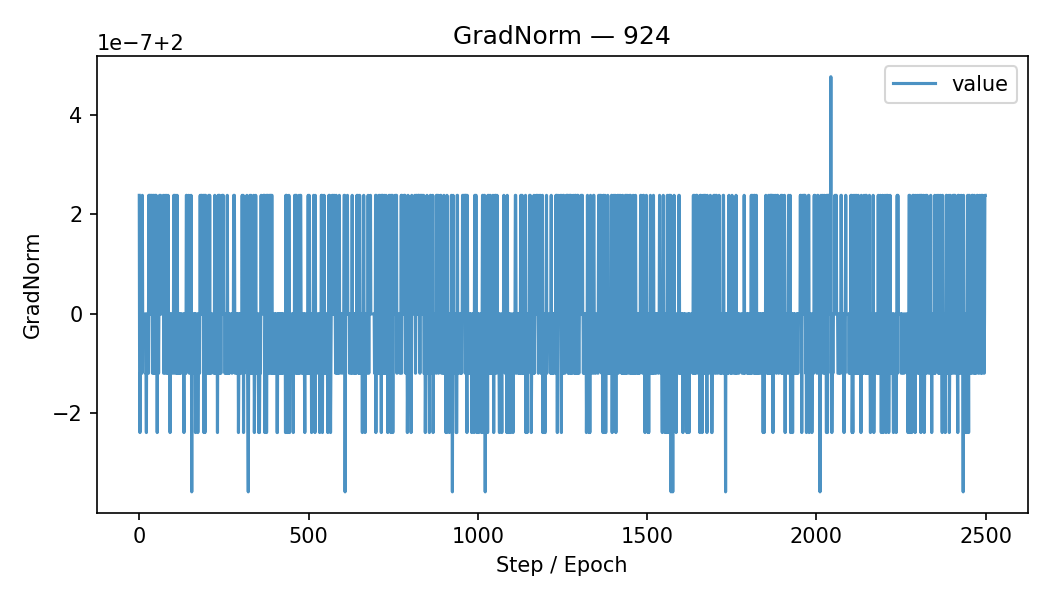 GradNorm — 924
1e−7+2
value
4
2
0
−2
GradNorm
0
500
1000
1500
2000
2500
Step / Epoch